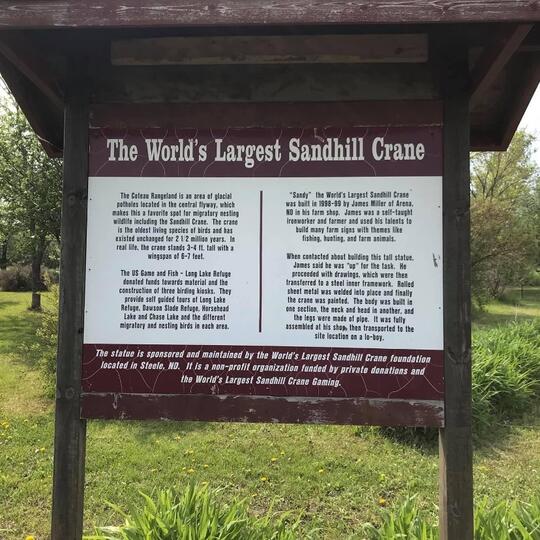 The World's Largest Sandhill Crane
The Coteau Rangeland is an area of glacial
potholes located in the central flyway, which
makes this a favorite spot for migratory nesting
wildlife including the Sandhill Crane. The crane
is the oldest living species of birds and has
existed unchanged for 2 1/2 million years. In
real life, the crane stands 3-4 ft. tall with a
wingspan of 6-7 feet.
The US Game and Fish - Long Lake Refuge
donated funds towards material and the
construction of three birding kiosks. They
provide self guided tours of Long Lake
Refuge, Dawson Slade Refuge, Horsehead
Lake and Chase Lake and the different
migratory and nesting birds in each area.
"Sandy" the World's Largest Sandhill Crane
was built in 1998-99 by James Miller of Arena,
ND in his farm shop. James was a self-taught
ironworker and farmer and used his talents to
build many farm signs with themes like
fishing, hunting, and farm animals.
When contacted about building this tall statue,
James said he was "up" for the task. He
proceeded with drawings, which were then
transferred to a steel inner framework. Rolled
sheet metal was welded into place and finally
the crane was painted. The body was built in
one section, the neck and head in another, and
the legs were made of pipe. It was fully
assembled at his shop, then transported to the
site location on a lo-boy.
The statue is sponsored and maintained by the World's Largest Sandhill Crane foundation
located in Steele, ND. It is a non-profit organization funded by private donations and
the World's Largest Sandhill Crane Gaming.